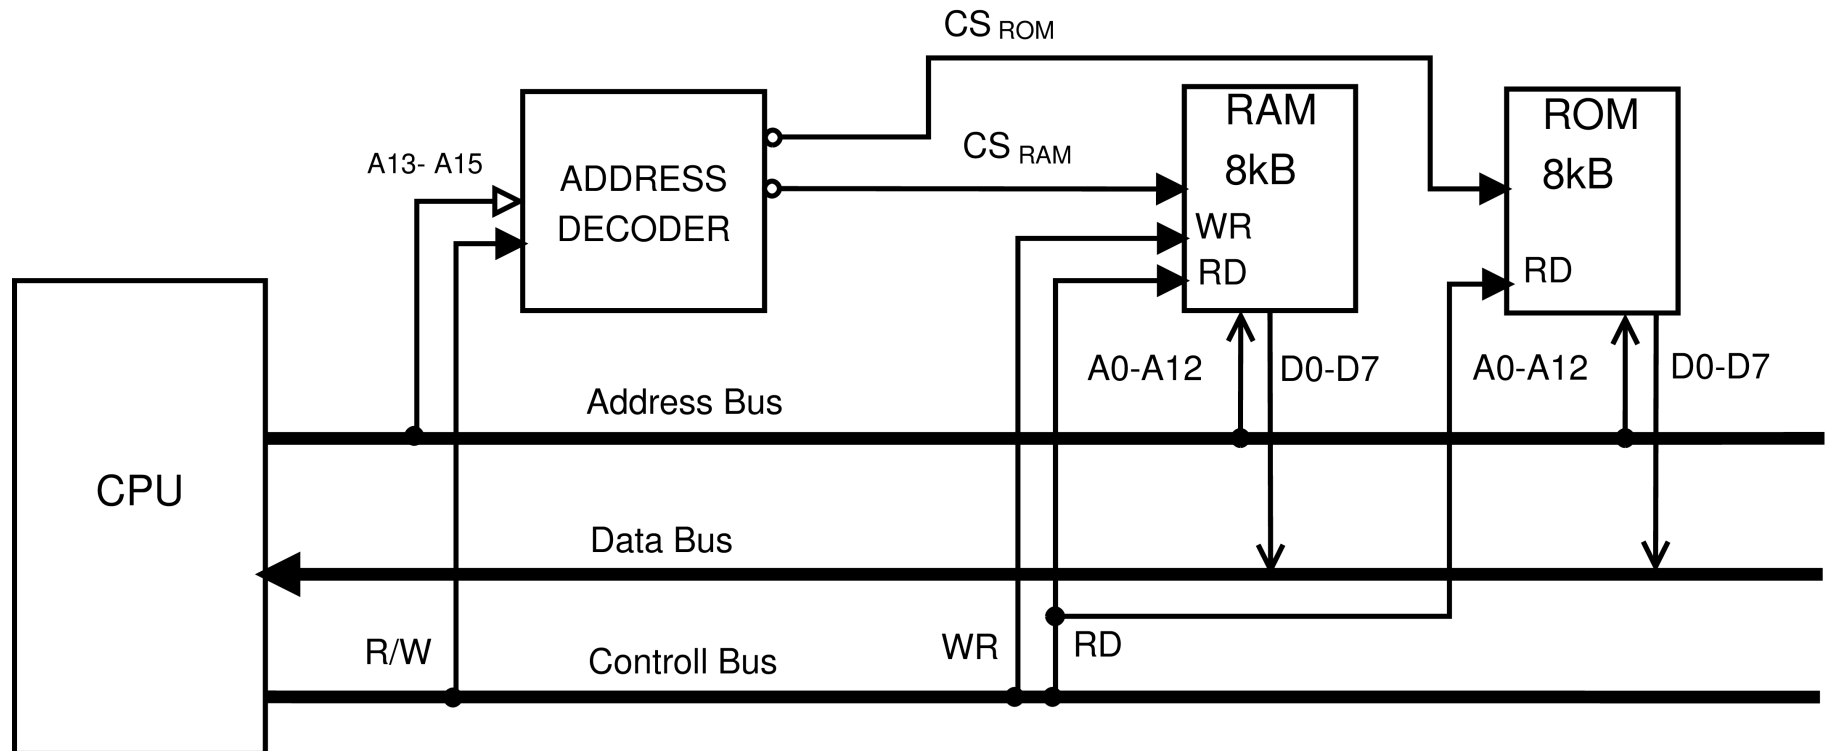 CS ROM
RAM
8kB
ROM
8kB
CS RAM
A13- A15
ADDRESS
DECODER
WR
RD
RD
A0-A12
D0-D7
A0-A12
D0-D7
Address Bus
CPU
Data Bus
R/W
Controll Bus
WR
RD